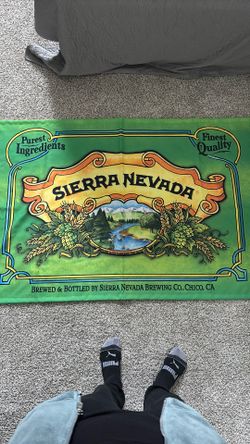 Purest
Ingredients
Finest
Quality
SIERRA NEVADA
BREWED & BOTTLED BY SIERRA NEVADA BREWING CO., CHICO, CA